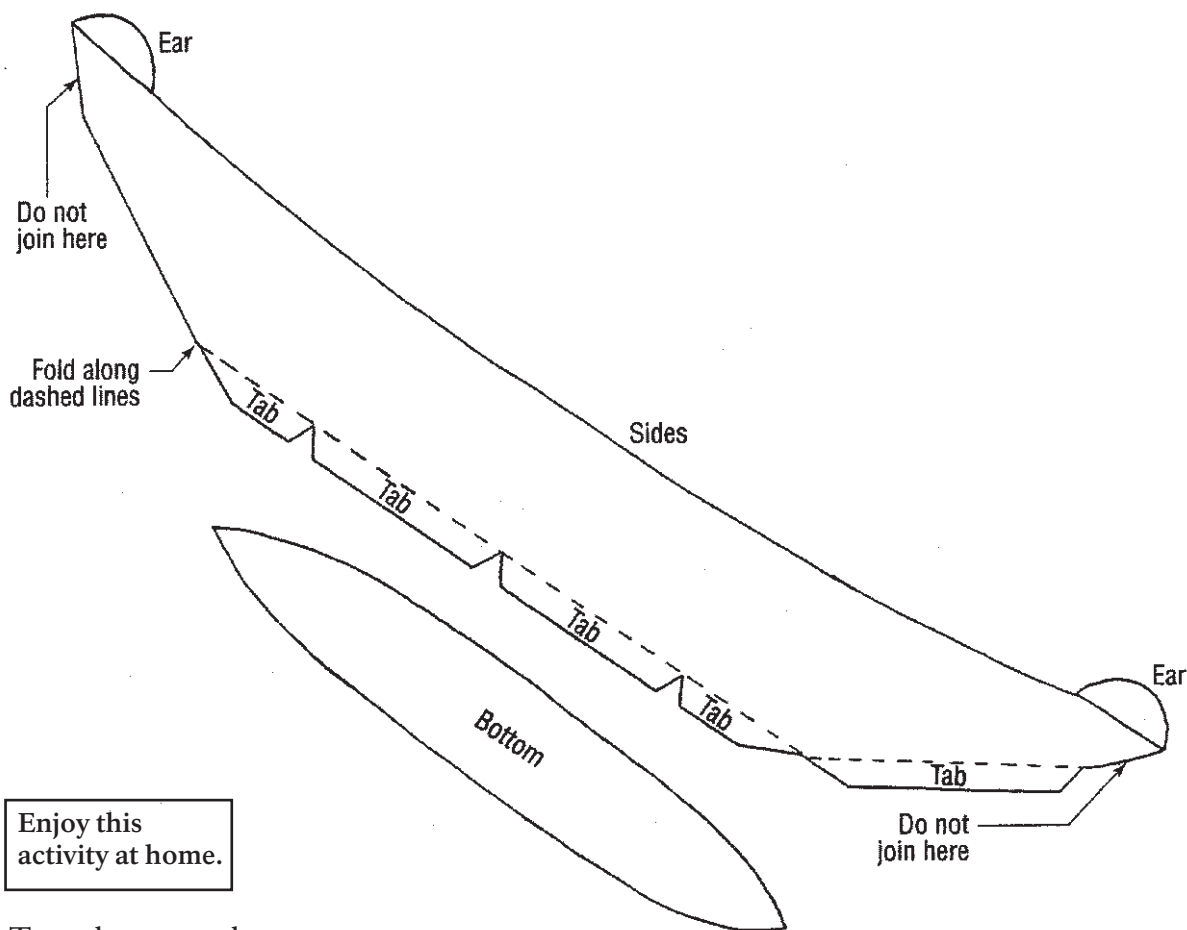 Ear
Do not
join here
Fold along
dashed lines
Tab
Sides
Tab
Tab
Tab
Ear
Tab
Do not
join here
Bottom
Enjoy this
activity at home.